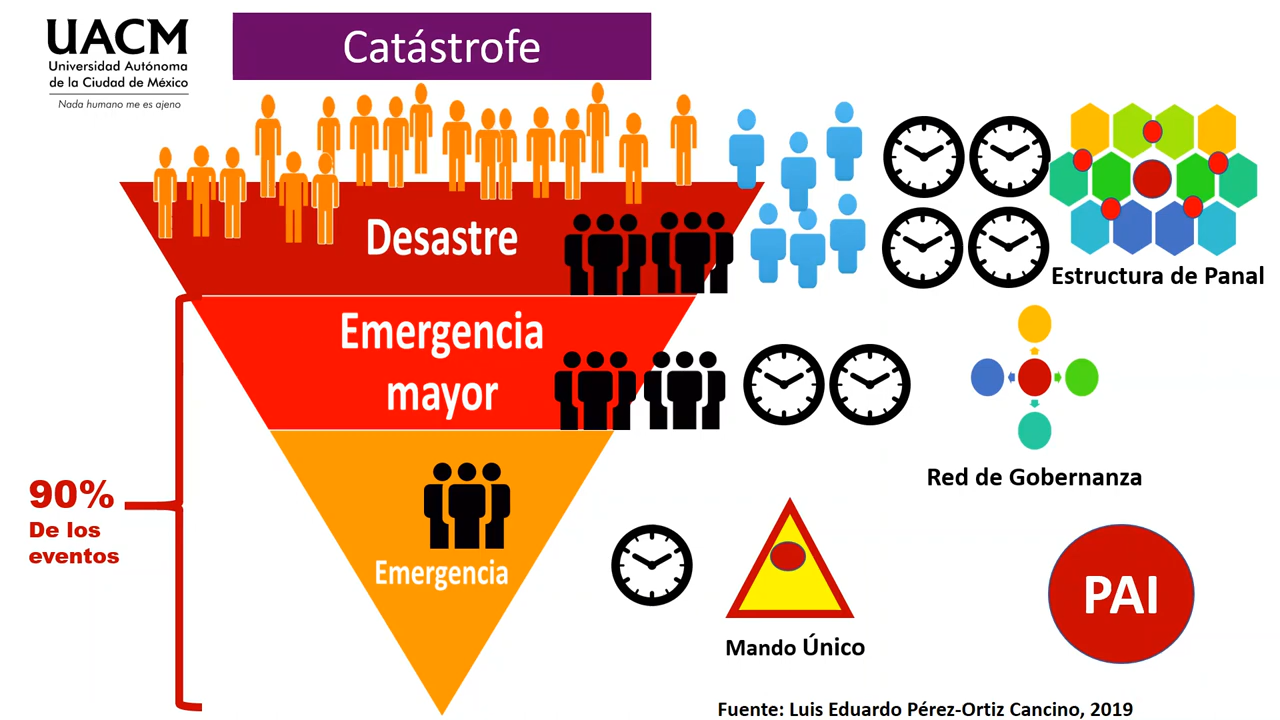 UACM
Universidad Autónoma
de la Ciudad de México
Nada humano me es ajeno
Catástrofe
Desastre
Estructura de Panal
Emergencia
mayor
Red de Gobernanza
90%
De los
eventos
Emergencia
Mando Único
PAI
Fuente: Luis Eduardo Pérez-Ortiz Cancino, 2019